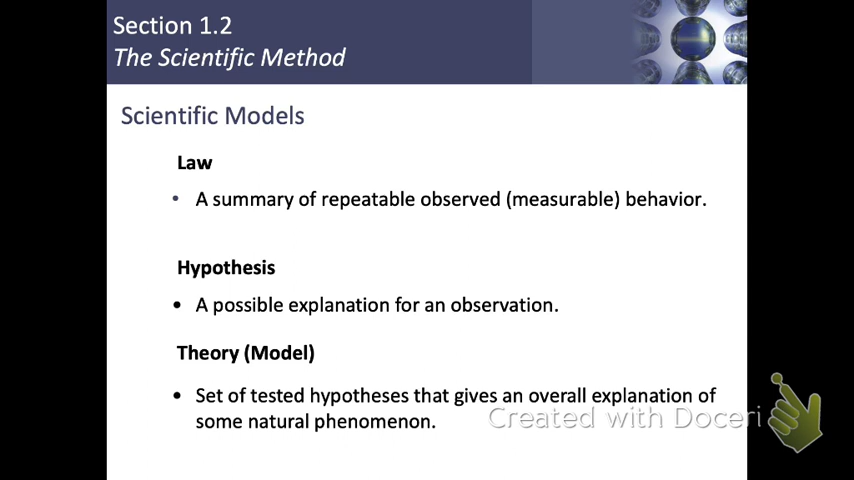 Section 1.2
The Scientific Method
Scientific Models
Law
• A summary of repeatable observed (measurable) behavior.
Hypothesis
• A possible explanation for an observation.
Theory (Model)
• Set of tested hypotheses that gives an overall explanation of
some natural phenomenon.
Created with Doceri